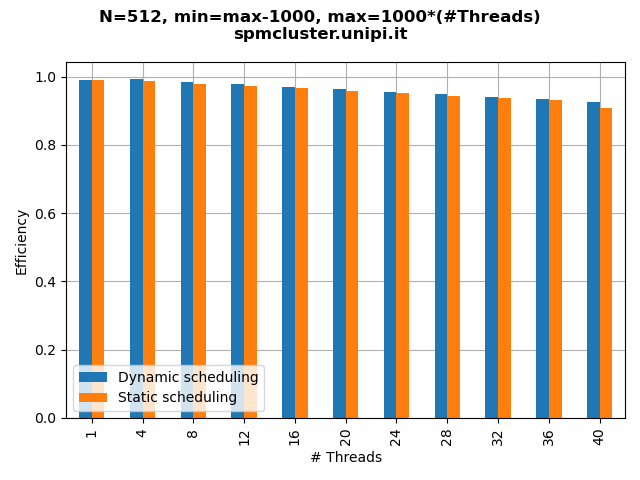 N=512, min=max-1000, max=1000*(#Threads)
spmcluster.unipi.it
Efficiency
1.0
0.8
0.6
0.4
0.2
0.0
Dynamic scheduling
Static scheduling
1 4 8 12 16 20 24 28 32 36 40
# Threads